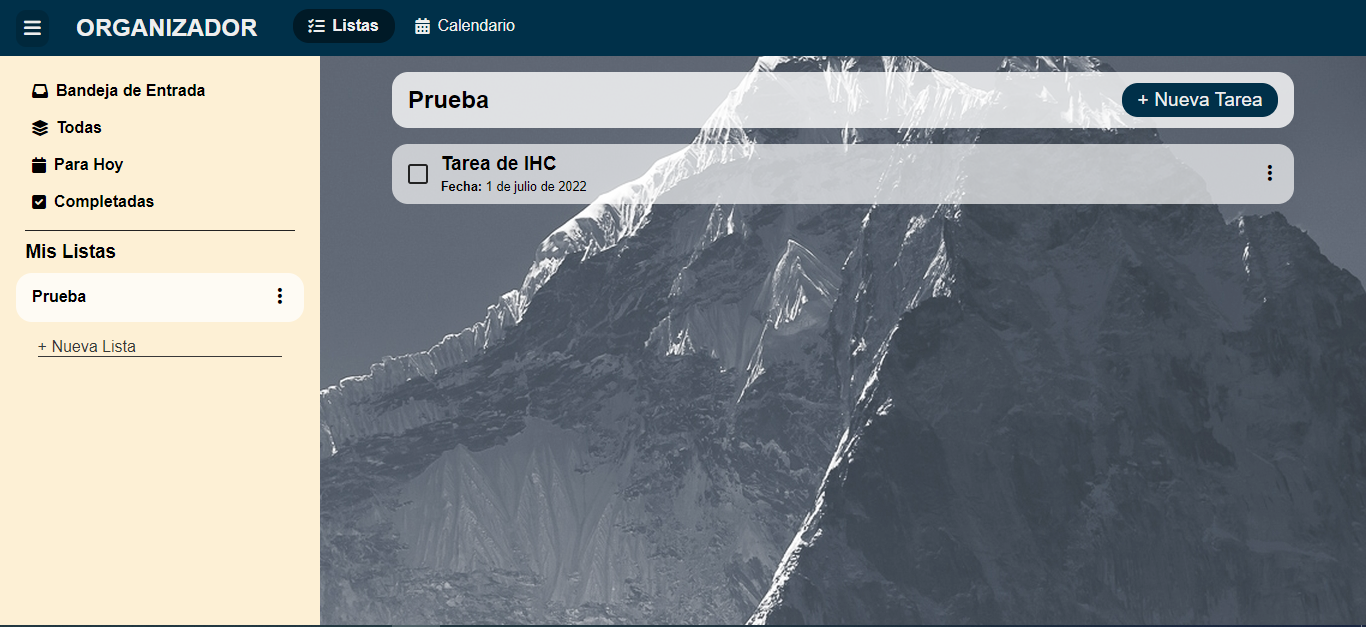 ORGANIZADOR
Listas
Calendario
Bandeja de Entrada
Todas
Para Hoy
Completadas
Mis Listas
Prueba
+ Nueva Lista
Prueba
+ Nueva Tarea
Tarea de IHC
Fecha: 1 de julio de 2022